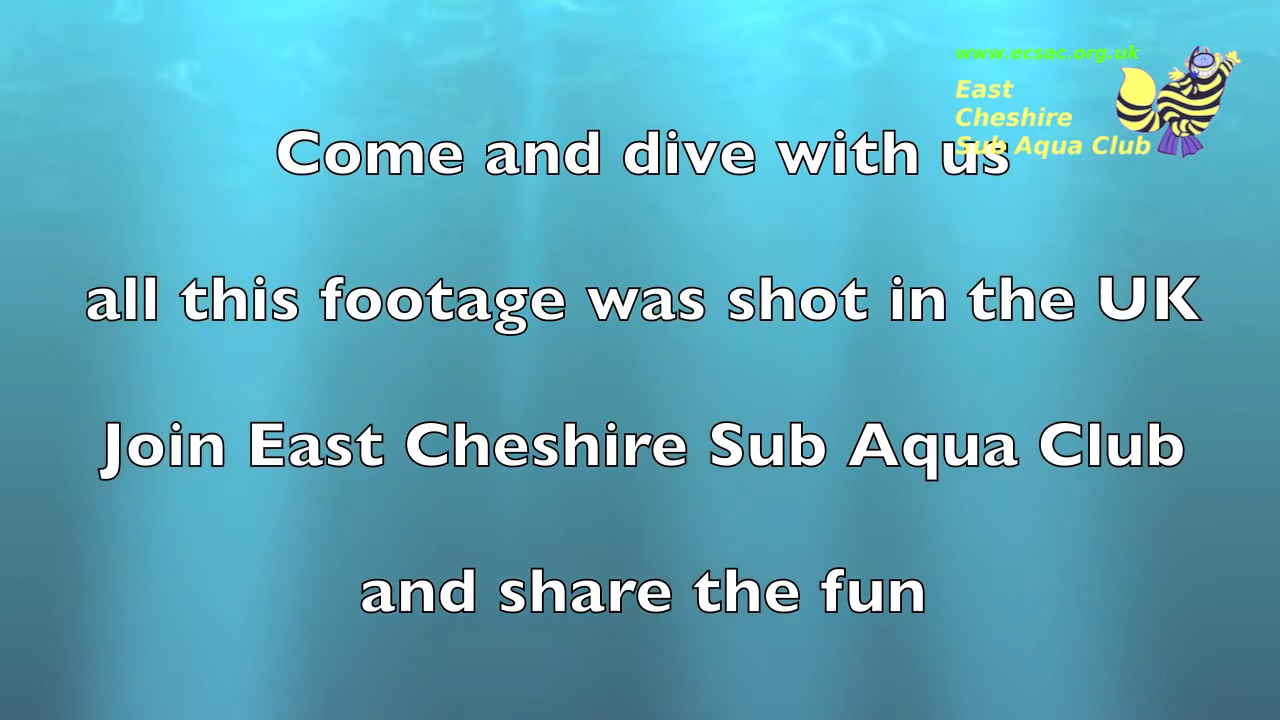 www.ecsac.org.uk
East
Cheshire
Sub Aqua Club
Come and dive with us
all this footage was shot in the UK
Join East Cheshire Sub Aqua Club
and share the fun